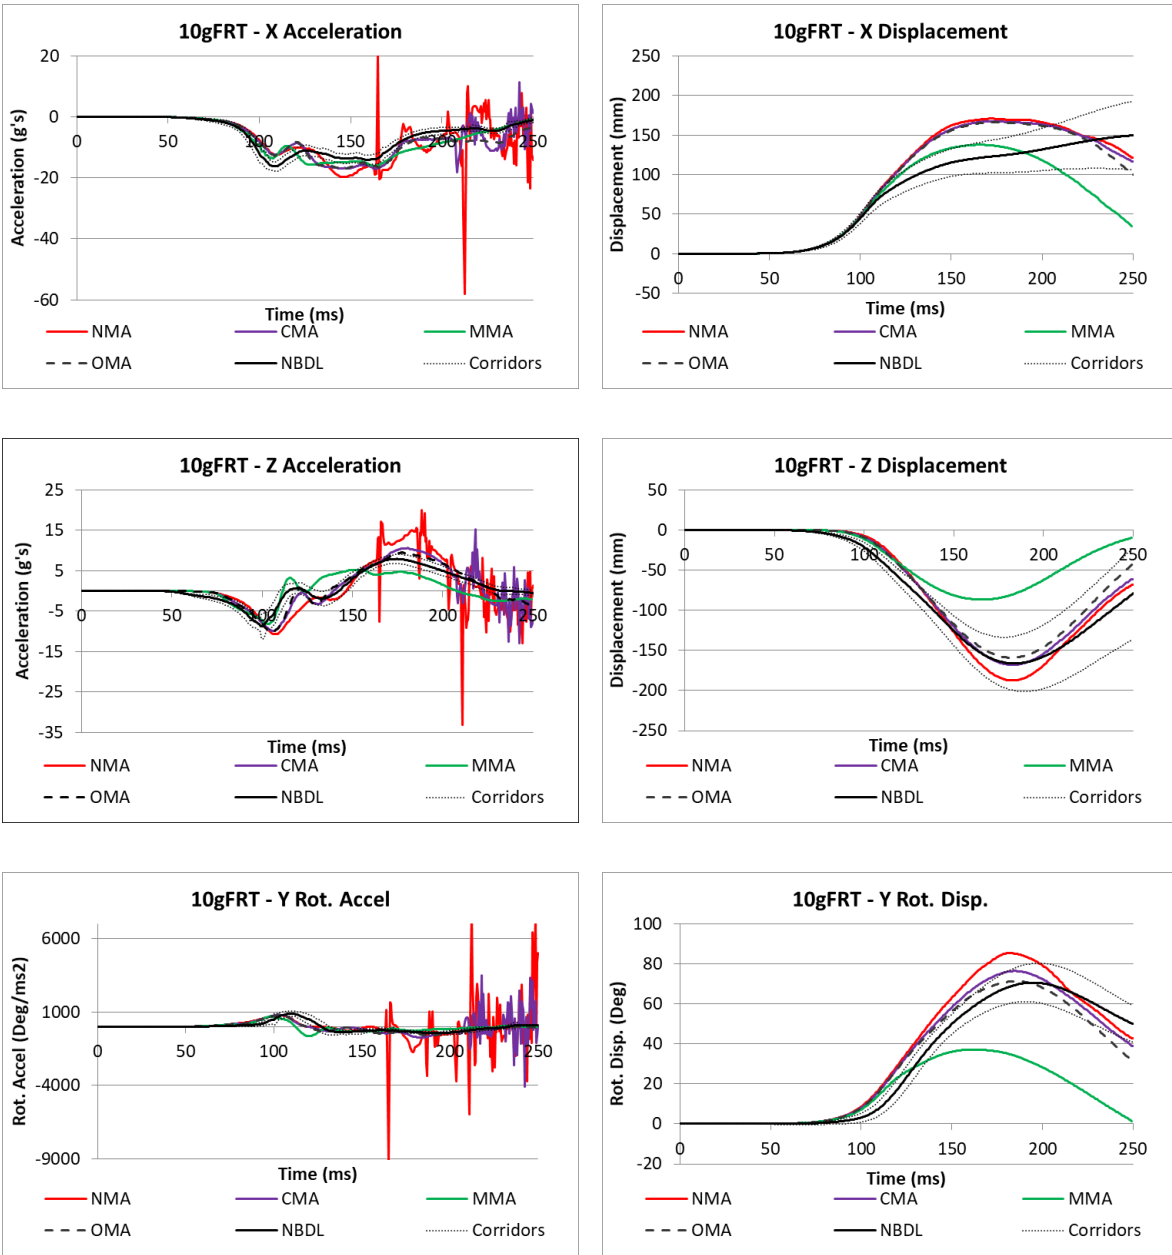 10gFRT - X Acceleration
20
0
-20
-40
-60
0 50 100 150 200 250
Acceleration (g's)
Time (ms)
NMA CMA MMA
OMA NBDL Corridors
10gFRT - X Displacement
250
200
150
100
50
0
-50
0 50 100 150 200 250
Displacement (mm)
Time (ms)
NMA CMA MMA
OMA NBDL Corridors
10gFRT - Z Acceleration
25
15
5
-5
-15
-25
-35
0 50 100 150 200 250
Acceleration (g's)
Time (ms)
NMA CMA MMA
OMA NBDL Corridors
10gFRT - Z Displacement
50
0
-50
-100
-150
-200
-250
0 50 100 150 200 250
Displacement (mm)
Time (ms)
NMA CMA MMA
OMA NBDL Corridors
10gFRT - Y Rot. Accel
6000
1000
-4000
-9000
0 50 100 150 200 250
Rot. Accel (Deg/ms2)
Time (ms)
NMA CMA MMA
OMA NBDL Corridors
10gFRT - Y Rot. Disp.
100
80
60
40
20
0
-20
0 50 100 150 200 250
Rot. Disp. (Deg)
Time (ms)
NMA CMA MMA
OMA NBDL Corridors